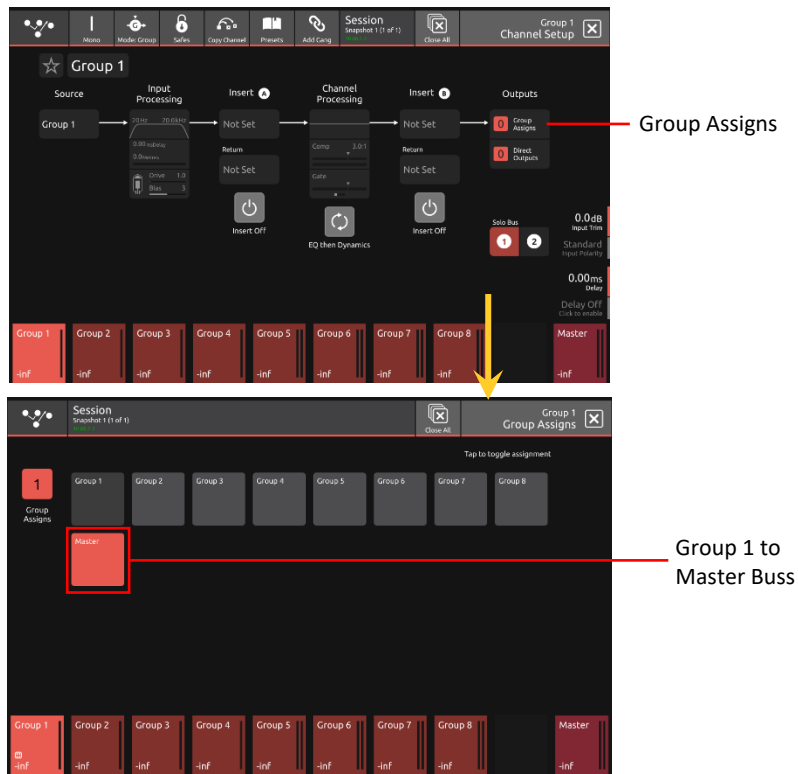 Mono
Mode: Group
Safes
Copy Channel
Presets
Add Gang
Session
Snapshot 1 (1 of 1)
Close All
Group 1
Channel Setup
Group 1
Source
Input
Processing
Insert A
Channel
Processing
Insert B
Outputs
Group 1
20 Hz 20.0kHz
Not Set
Not Set
0 Group
Assigns
Group Assigns
Return
Comp 3.0:1
Return
0 Direct
Outputs
Drive 1.0
Bias 3
Not Set
Gate
Not Set
Insert Off
EQ then Dynamics
Insert Off
Solo Bus
1 2
0.0dB
Input Trim
Standard
Input Polarity
0.00ms
Delay
Delay Off
Click to enable
Group 1 Group 2 Group 3 Group 4 Group 5 Group 6 Group 7 Group 8 Master
-inf -inf -inf -inf -inf -inf -inf -inf -inf
Session
Snapshot 1 (1 of 1)
Close All
Group 1
Group Assigns
Tap to toggle assignment
1
Group
Assigns
Group 1 Group 2 Group 3 Group 4 Group 5 Group 6 Group 7 Group 8
Master
Group 1 to
Master Buss
Group 1 Group 2 Group 3 Group 4 Group 5 Group 6 Group 7 Group 8 Master
-inf -inf -inf -inf -inf -inf -inf -inf -inf